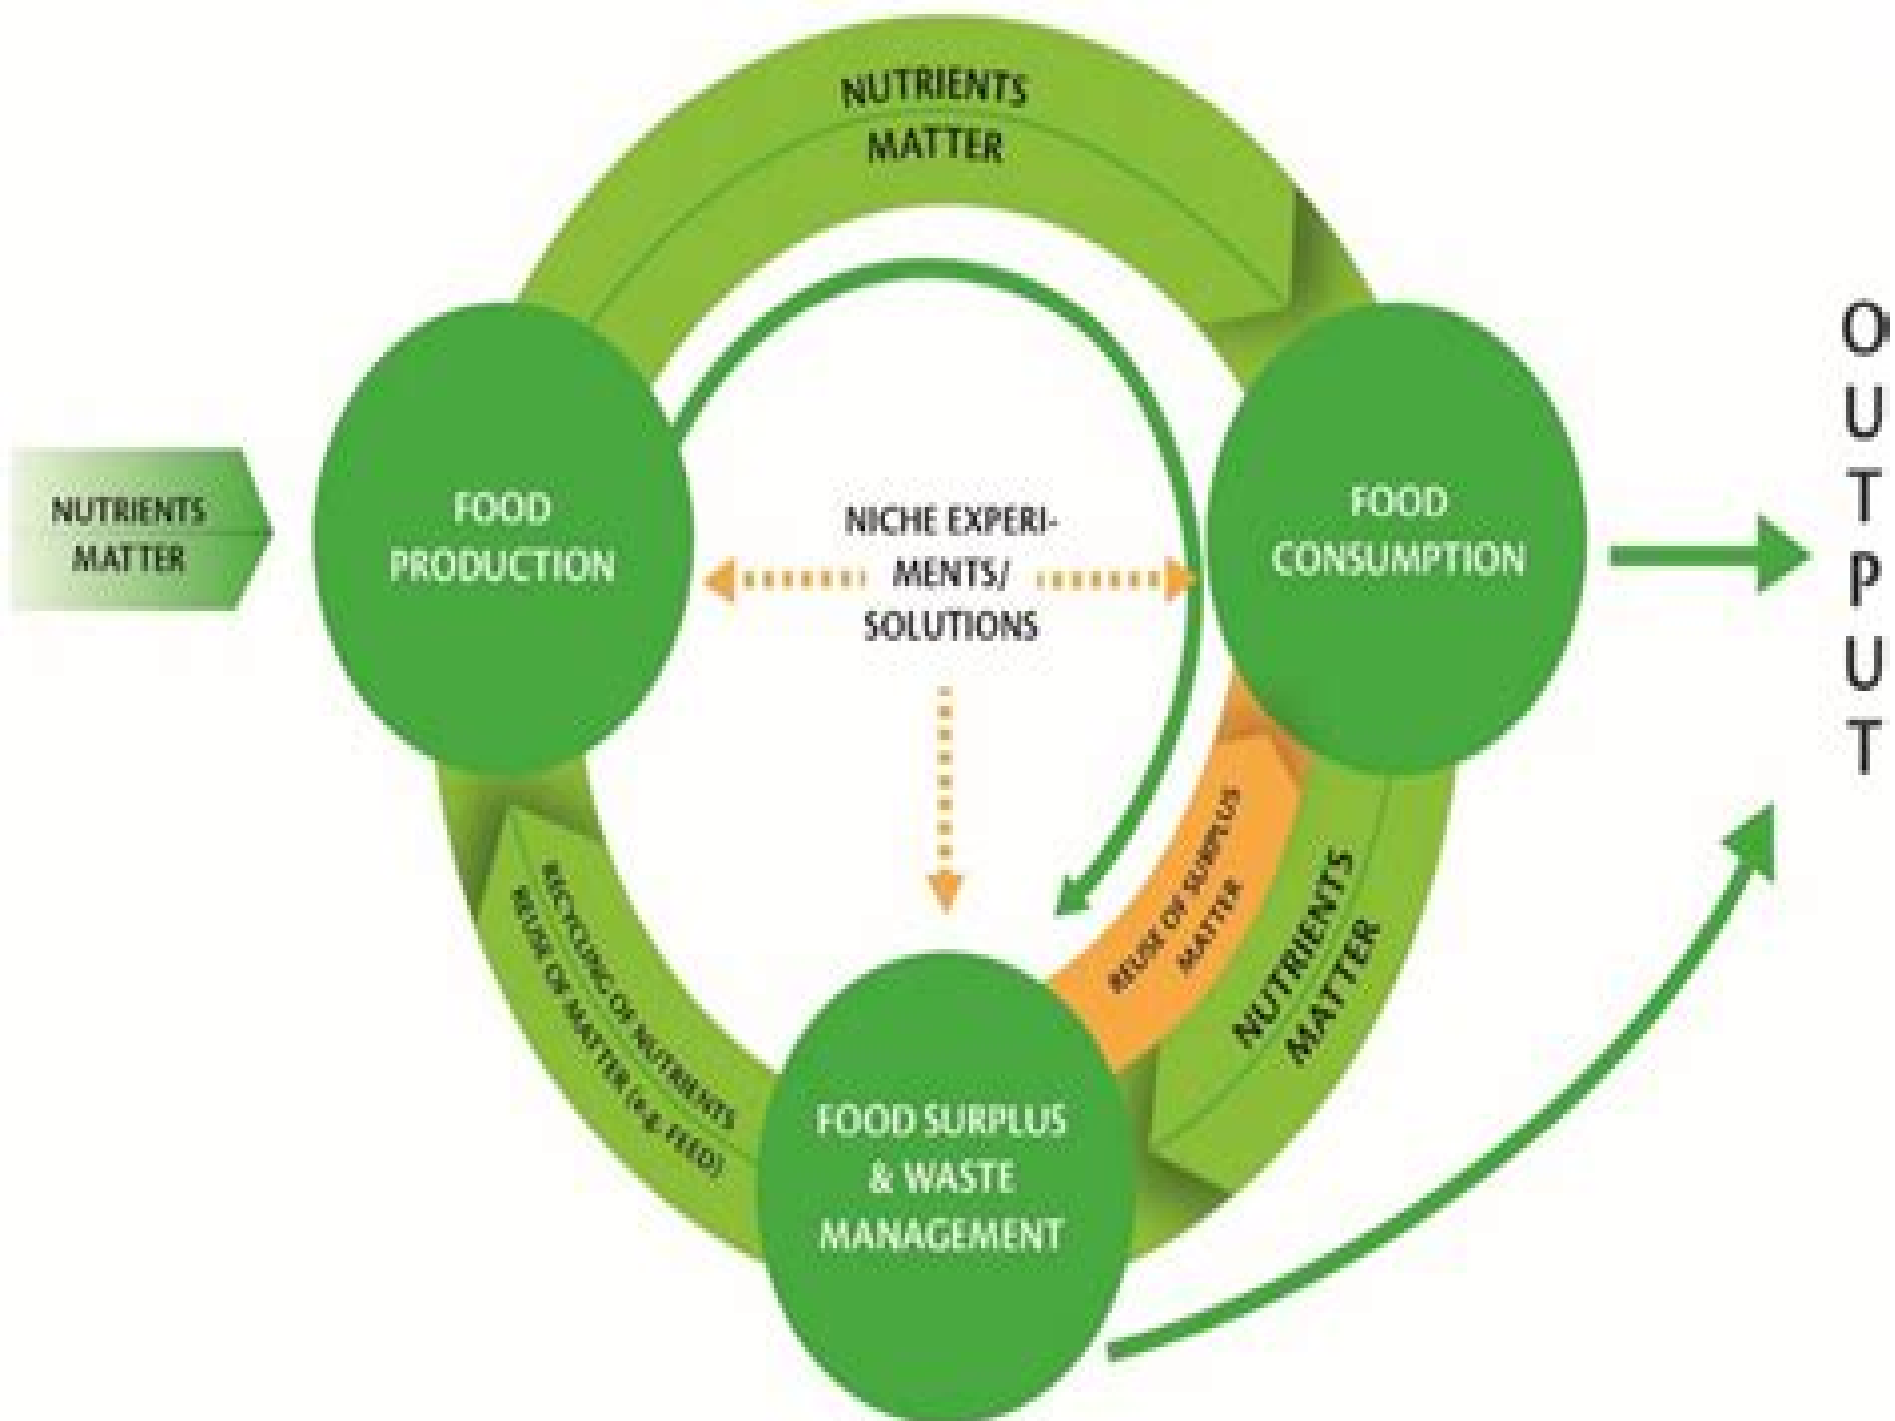 NUTRIENTS
MATTER
NUTRIENTS
MATTER
FOOD
PRODUCTION
NICHE EXPERI-
MENTS/
SOLUTIONS
FOOD
CONSUMPTION
OUTPUT
REUSE OF SURPLUS
MATTER
NUTRIENTS
MATTER
RECYCLING OF NUTRIENTS
REUSE OF MATTER (e.g. FEED)
FOOD SURPLUS
& WASTE
MANAGEMENT